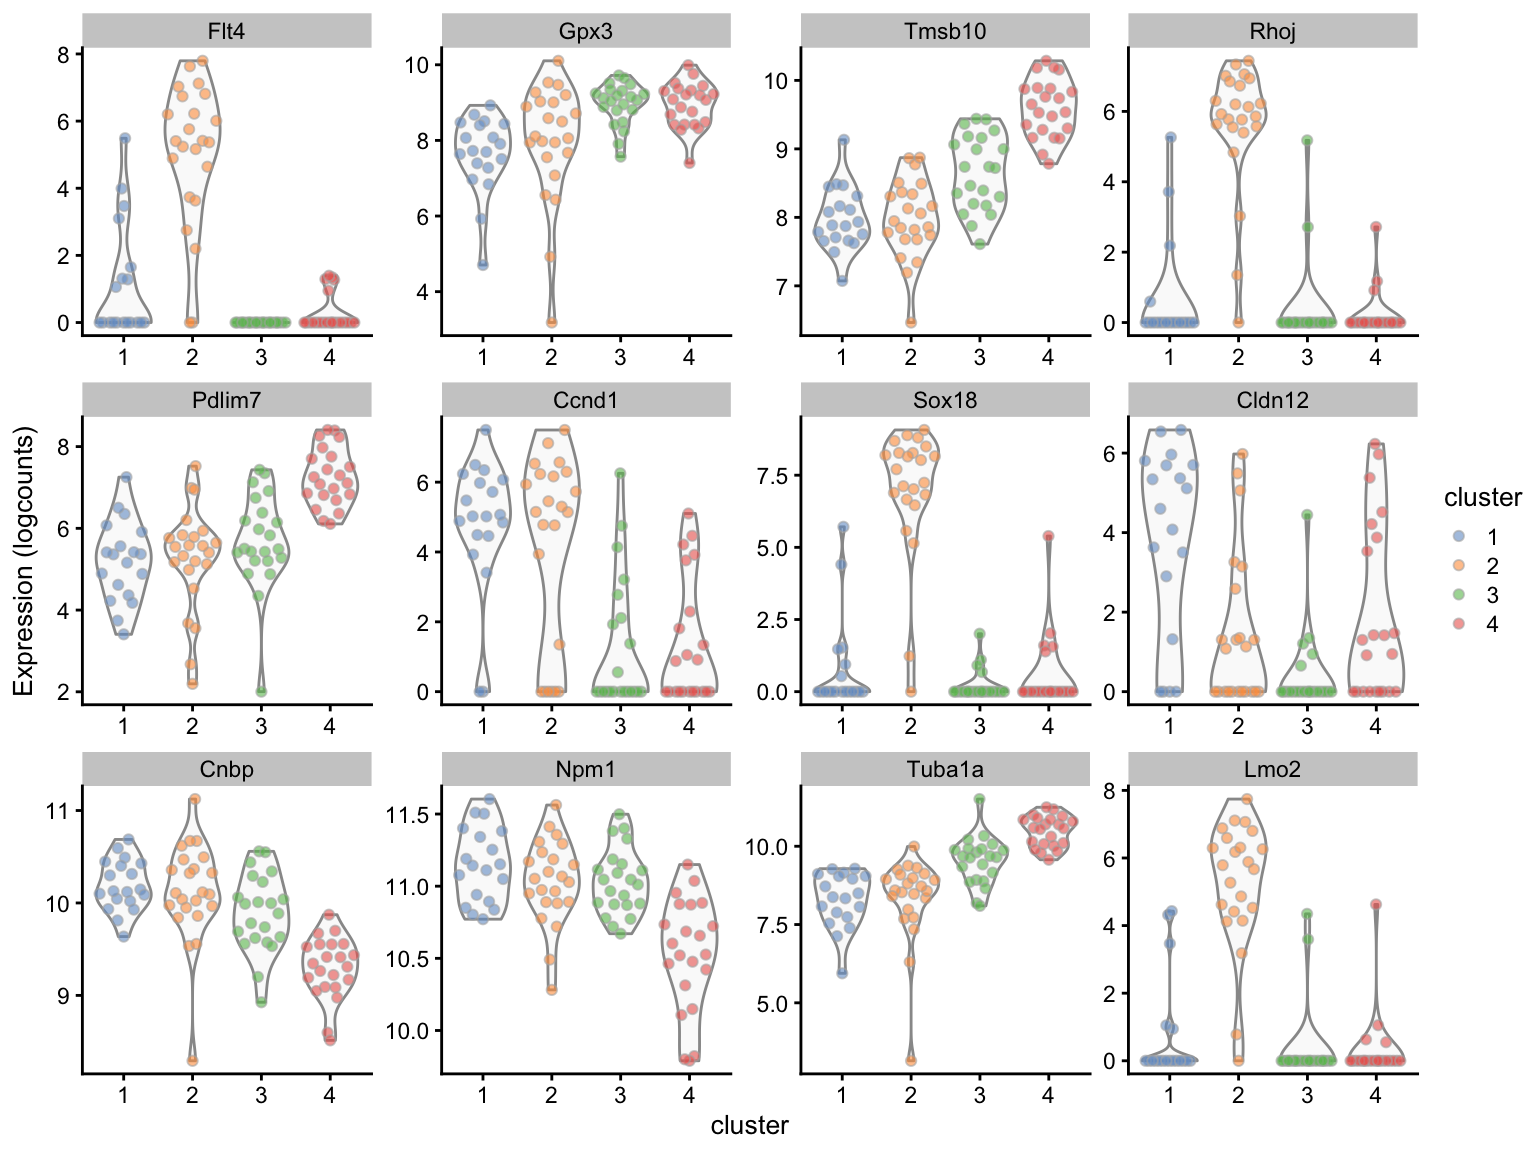 Flt4 Gpx3 Tmsb10 Rhoj
8 6 4 2 0
10 8 6 4
10 9 8 7
6 4 2 0
1 2 3 4 1 2 3 4 1 2 3 4 1 2 3 4
Pdlim7 Ccnd1 Sox18 Cldn12
8 6 4 2
6 4 2 0
7.5 5.0 2.5 0.0
6 4 2 0
1 2 3 4 1 2 3 4 1 2 3 4 1 2 3 4
Expression (logcounts)
cluster
1
2
3
4
Cnbp Npm1 Tuba1a Lmo2
11 10 9
11.5 11.0 10.5 10.0
10.0 7.5 5.0
8 6 4 2 0
1 2 3 4 1 2 3 4 1 2 3 4 1 2 3 4
cluster